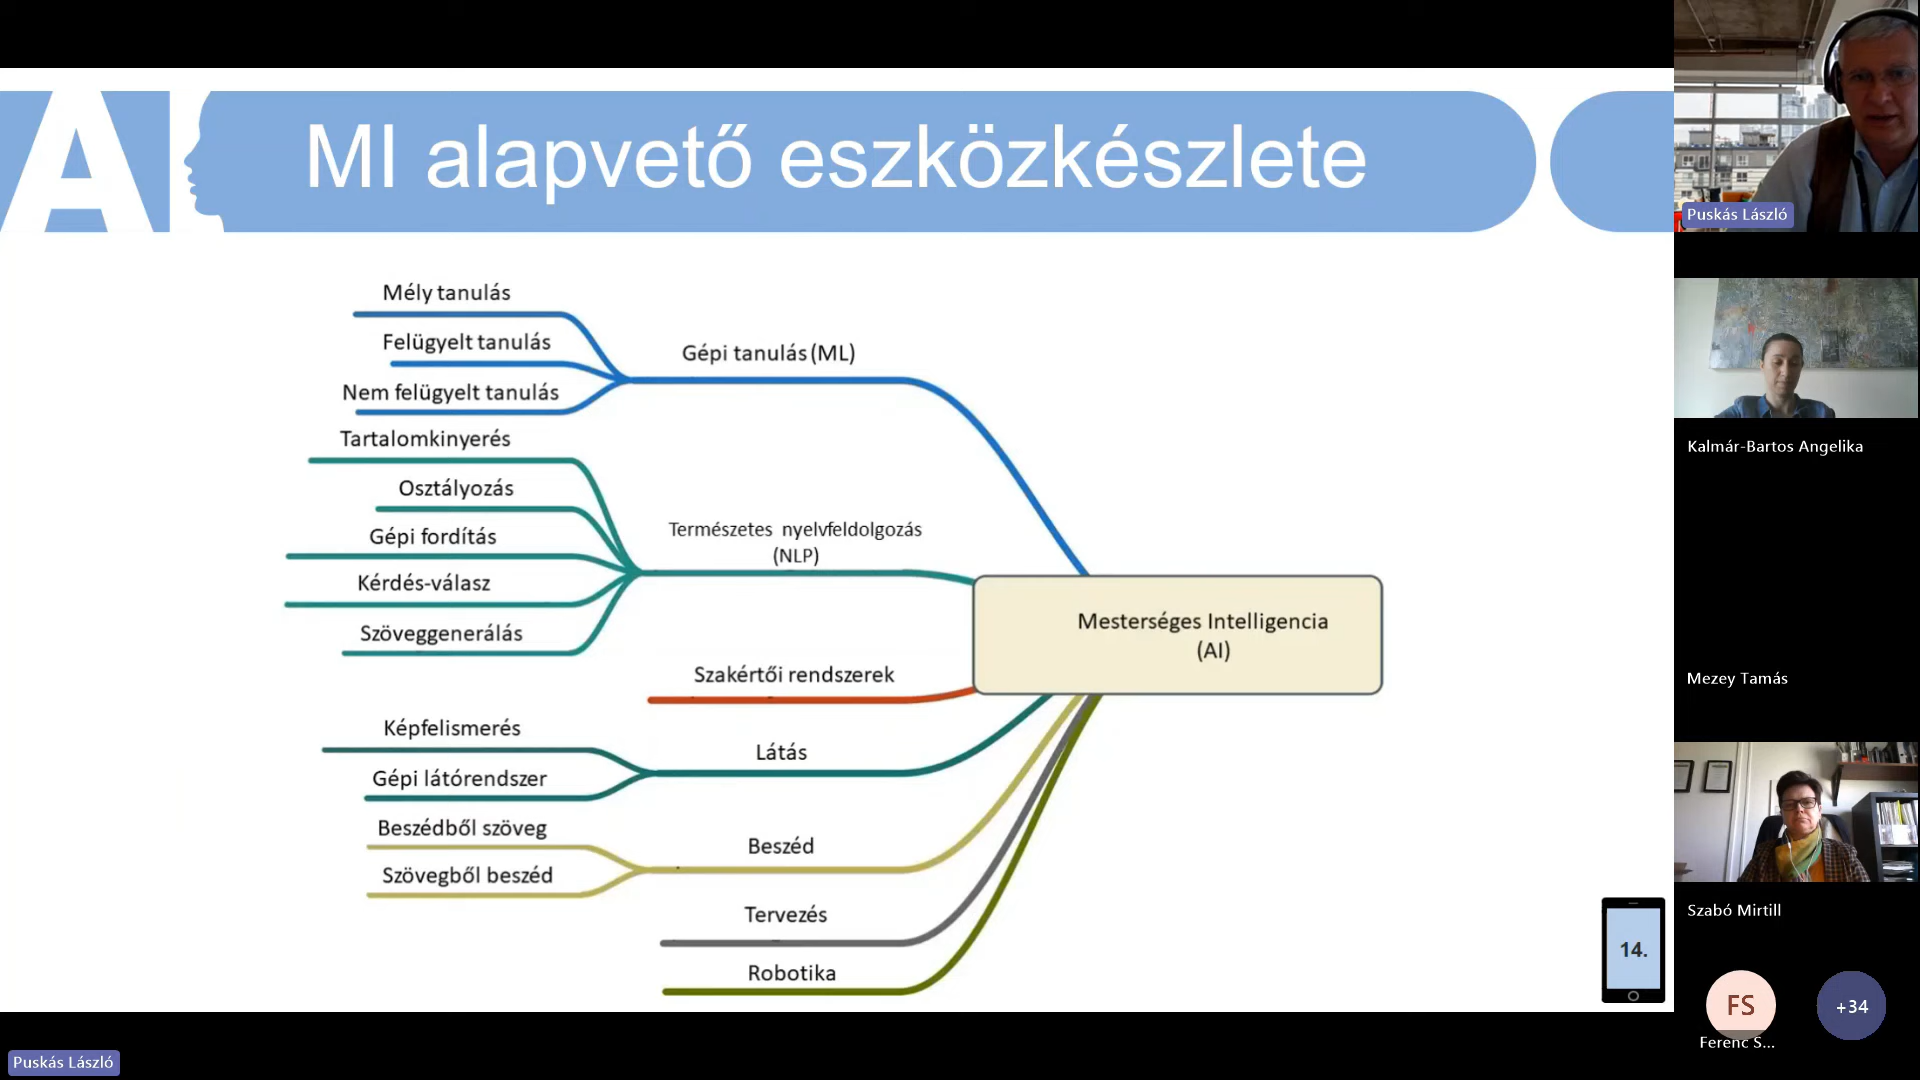 A
MI alapvető eszközkészlete
Mély tanulás
Felügyelt tanulás
Nem felügyelt tanulás
Gépi tanulás (ML)
Tartalomkinyerés
Osztályozás
Gépi fordítás
Kérdés-válasz
Szöveggenerálás
Természetes nyelvfeldolgozás
(NLP)
Mesterséges Intelligencia
(AI)
Szakértői rendszerek
Képfelismerés
Gépi látórendszer
Látás
Beszédből szöveg
Szövegből beszéd
Beszéd
Tervezés
Robotika
14.
Puskás László
Kalmár-Bartos Angelika
Mezey Tamás
Szabó Mirtill
FS
Ferenc S...
+34
Puskás László